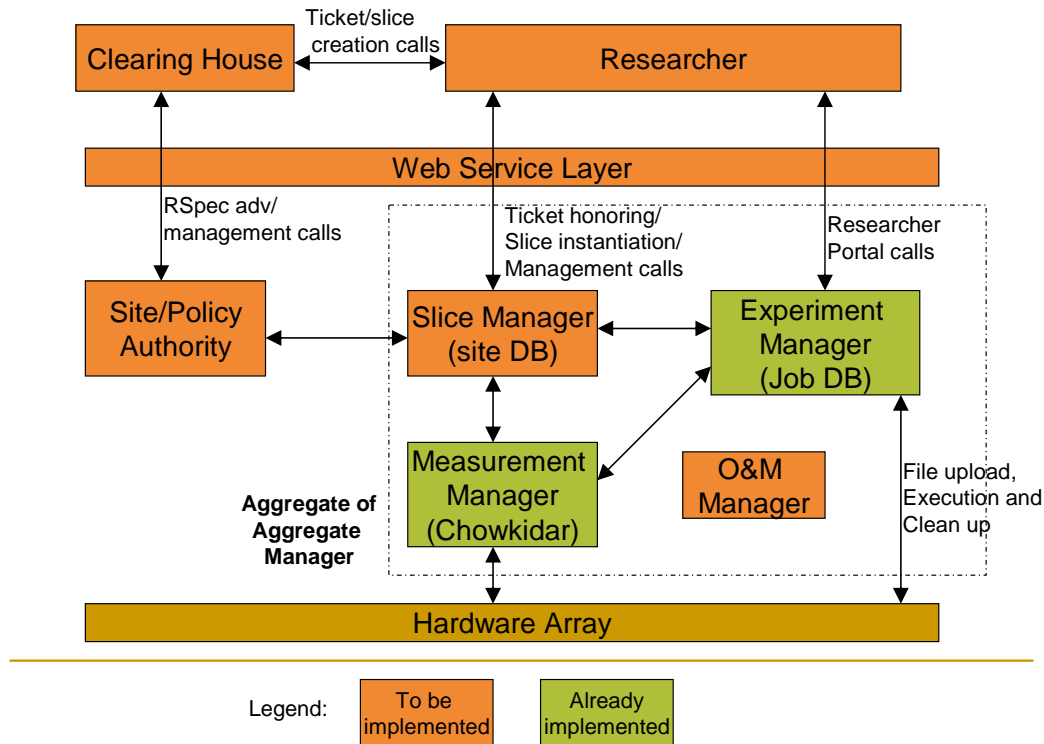 Ticket/slice
creation calls
Clearing House
Researcher
Web Service Layer
RSpec adv/
management calls
Ticket honoring/
Slice instantiation/
Management calls
Researcher
Portal calls
Site/Policy
Authority
Slice Manager
(site DB)
Experiment
Manager
(Job DB)
Measurement
Manager
(Chowkidar)
O&M
Manager
File upload,
Execution and
Clean up
Aggregate of
Aggregate
Manager
Hardware Array
Legend:
To be
implemented
Already
implemented